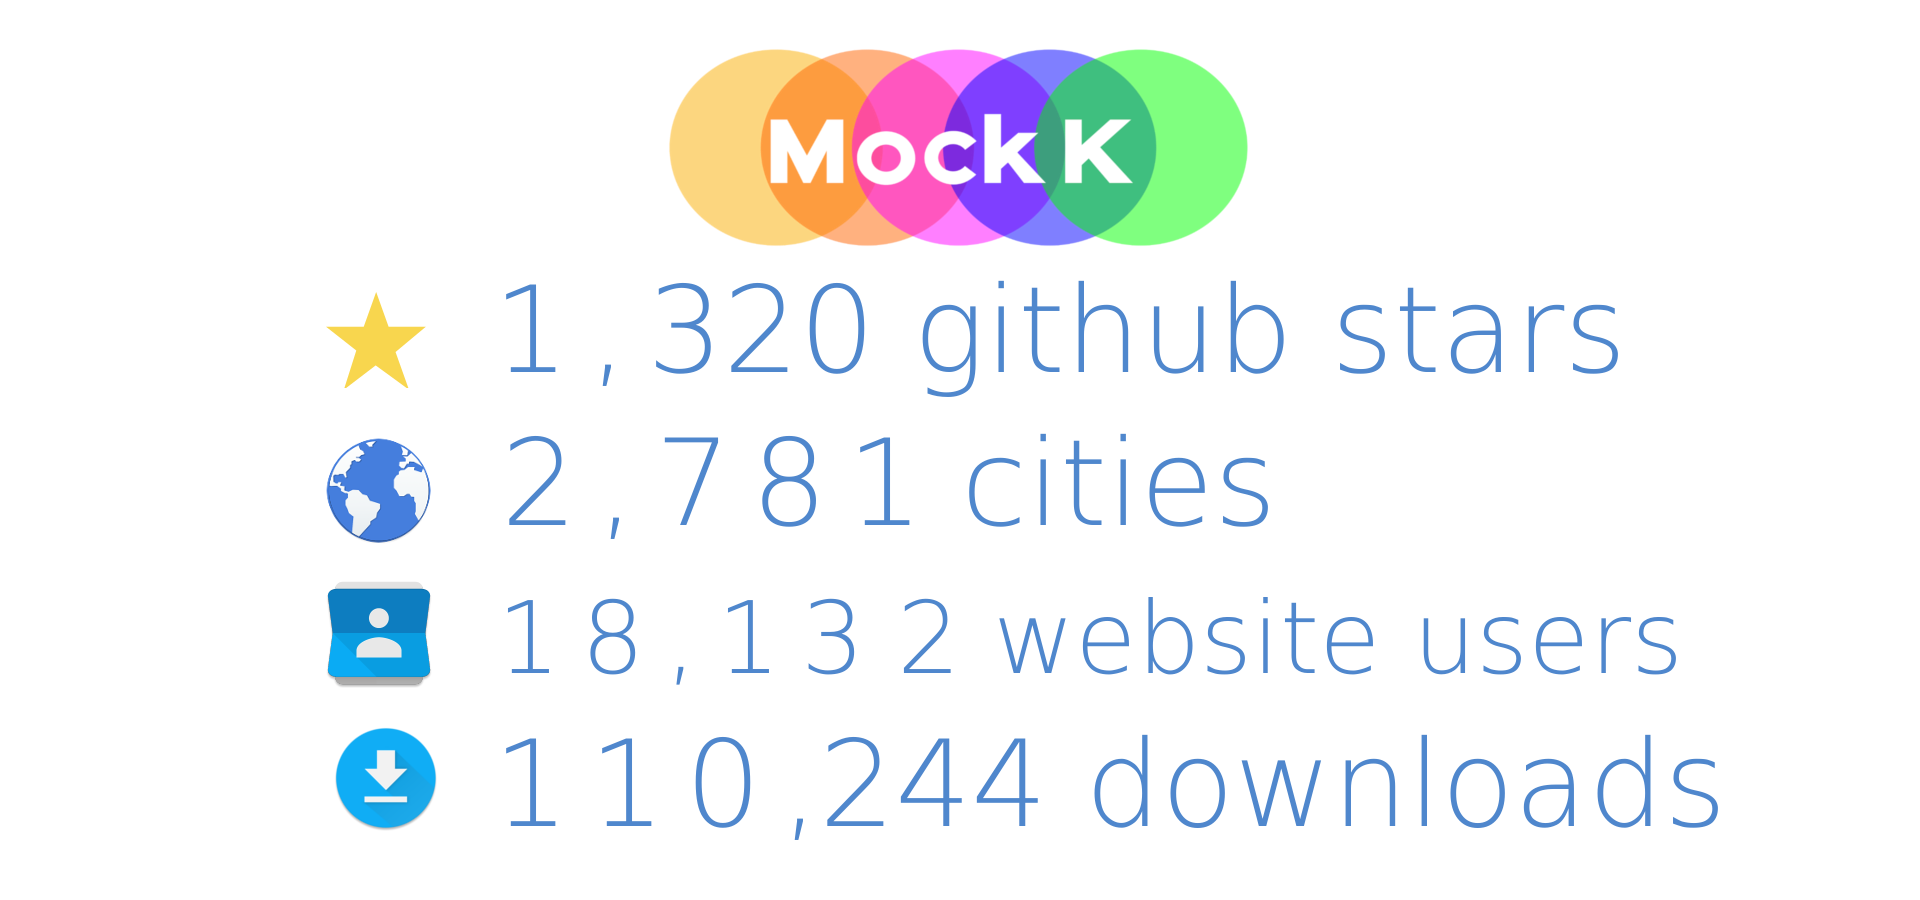 MockK
1,320 github stars
2,781 cities
18,132 website users
110,244 downloads